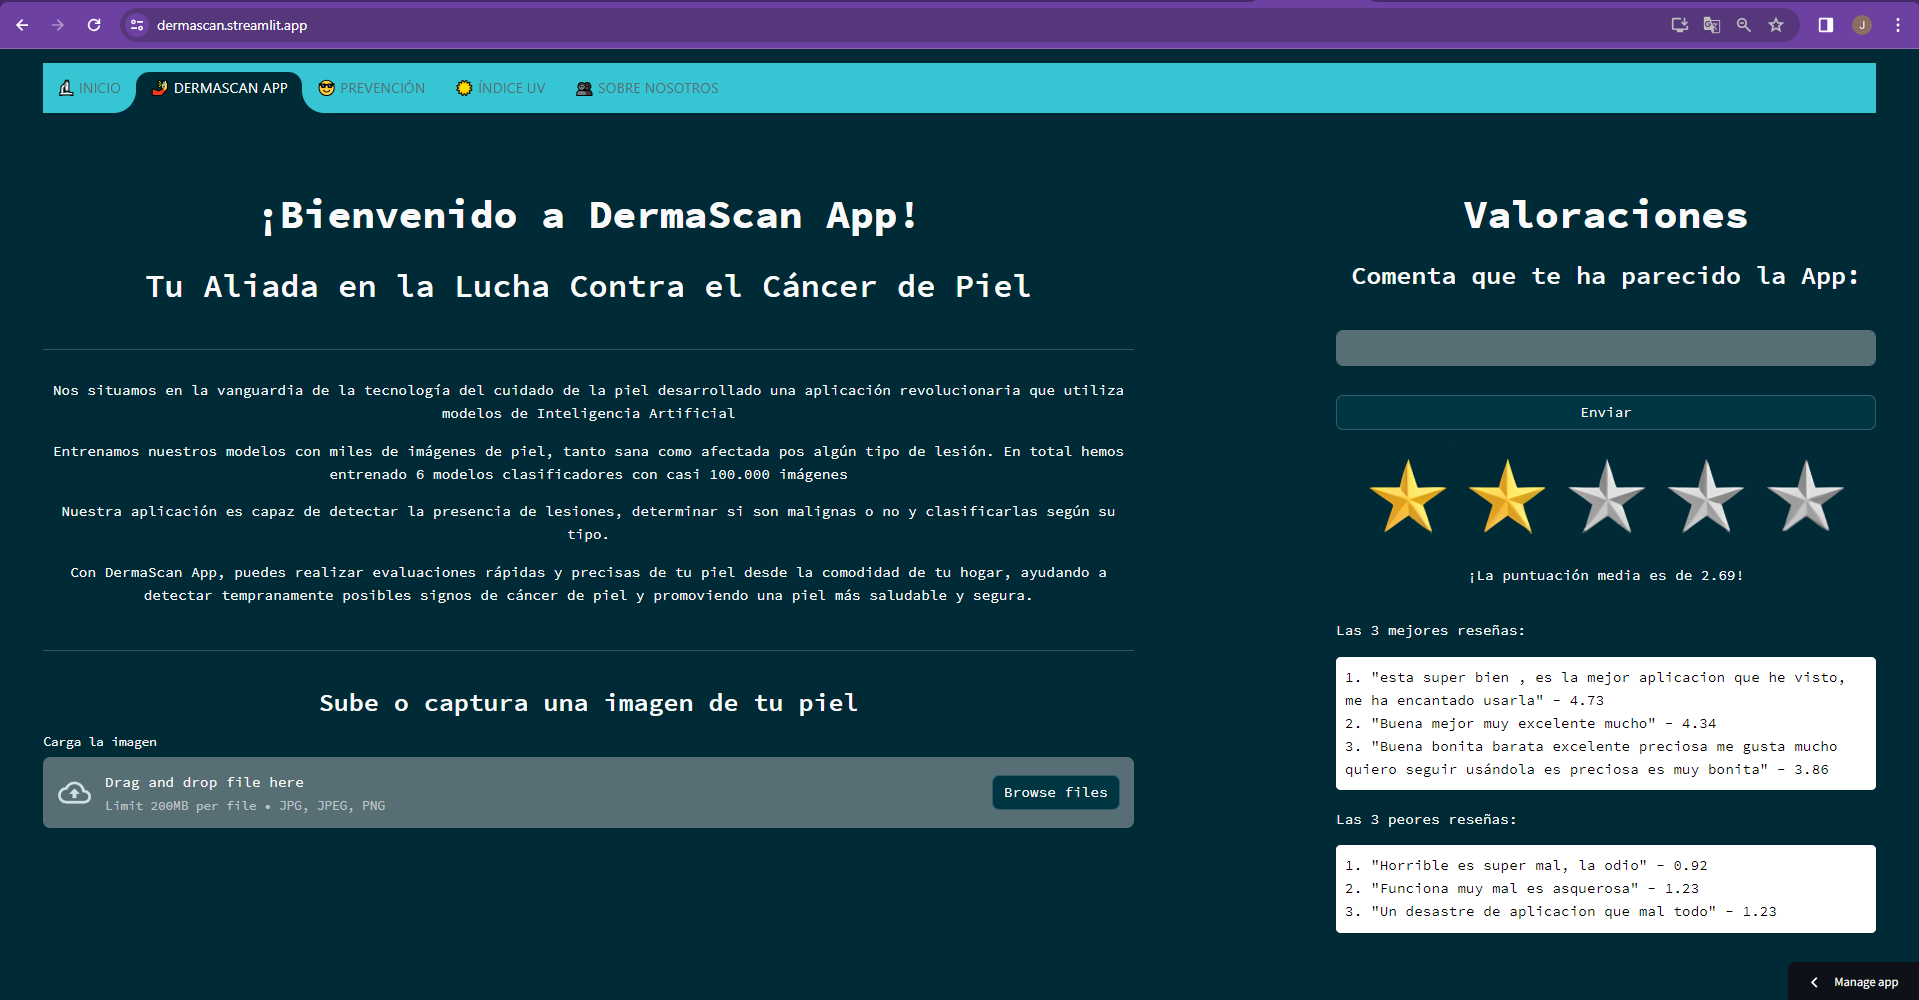 dermascan.streamlit.app
J
INICIO
DERMASCAN APP
PREVENCIÓN
ÍNDICE UV
SOBRE NOSOTROS
¡Bienvenido a DermaScan App!
Tu Aliada en la Lucha Contra el Cáncer de Piel
Nos situamos en la vanguardia de la tecnología del cuidado de la piel desarrollado una aplicación revolucionaria que utiliza
modelos de Inteligencia Artificial
Entrenamos nuestros modelos con miles de imágenes de piel, tanto sana como afectada pos algún tipo de lesión. En total hemos
entrenado 6 modelos clasificadores con casi 100.000 imágenes
Nuestra aplicación es capaz de detectar la presencia de lesiones, determinar si son malignas o no y clasificarlas según su
tipo.
Con DermaScan App, puedes realizar evaluaciones rápidas y precisas de tu piel desde la comodidad de tu hogar, ayudando a
detectar tempranamente posibles signos de cáncer de piel y promoviendo una piel más saludable y segura.
Sube o captura una imagen de tu piel
Carga la imagen
Drag and drop file here
Limit 200MB per file • JPG, JPEG, PNG
Browse files
Valoraciones
Comenta que te ha parecido la App:
Enviar
¡La puntuación media es de 2.69!
Las 3 mejores reseñas:
1. "esta super bien , es la mejor aplicacion que he visto,
me ha encantado usarla" - 4.73
2. "Buena mejor muy excelente mucho" - 4.34
3. "Buena bonita barata excelente preciosa me gusta mucho
quiero seguir usándola es preciosa es muy bonita" - 3.86
Las 3 peores reseñas:
1. "Horrible es super mal, la odio" - 0.92
2. "Funciona muy mal es asquerosa" - 1.23
3. "Un desastre de aplicacion que mal todo" - 1.23
Manage app